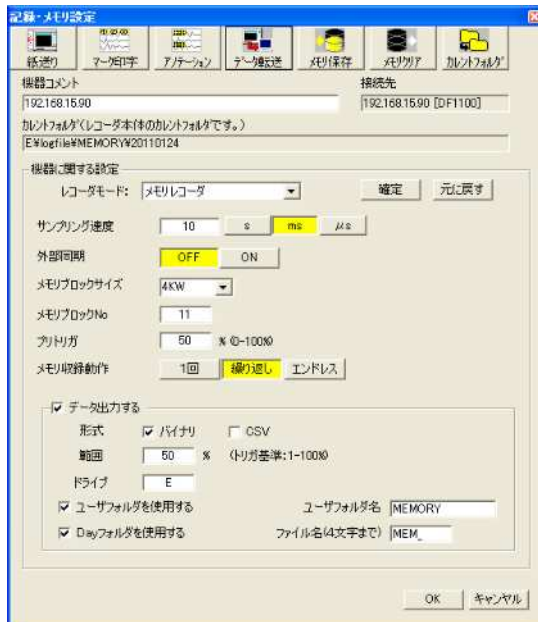 記録・メモリ設定
紙送り マーク印字 アノテーション データ転送 メモリ保存 メモリクリア カレントフォルダ
機器コメント 接続先
192.168.15.90 192.168.15.90 [DF1100]
カレントフォルダ(レコーダ本体のカレントフォルダです。)
E¥logfile¥MEMORY¥20110124
機器に関する設定
レコーダモード: メモリレコーダ 確定 元に戻す
サンプリング速度 10 s ms μs
外部同期 OFF ON
メモリブロックサイズ 4KW
メモリブロックNo 11
プリトリガ 50 % (0-100%)
メモリ収録動作 1回 繰り返し エンドレス
データ出力する
形式 バイナリ CSV
範囲 50 % (トリガ基準:1-100%)
ドライブ E
ユーザフォルダを使用する ユーザフォルダ名 MEMORY
Dayフォルダを使用する ファイル名(4文字まで) MEM_
OK キャンセル